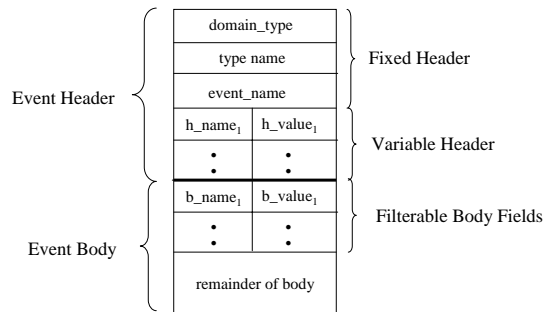 domain_type
type name
event_name
Fixed Header
Event Header
h_name1 h_value1
Variable Header
b_name1 b_value1
Filterable Body Fields
Event Body
remainder of body